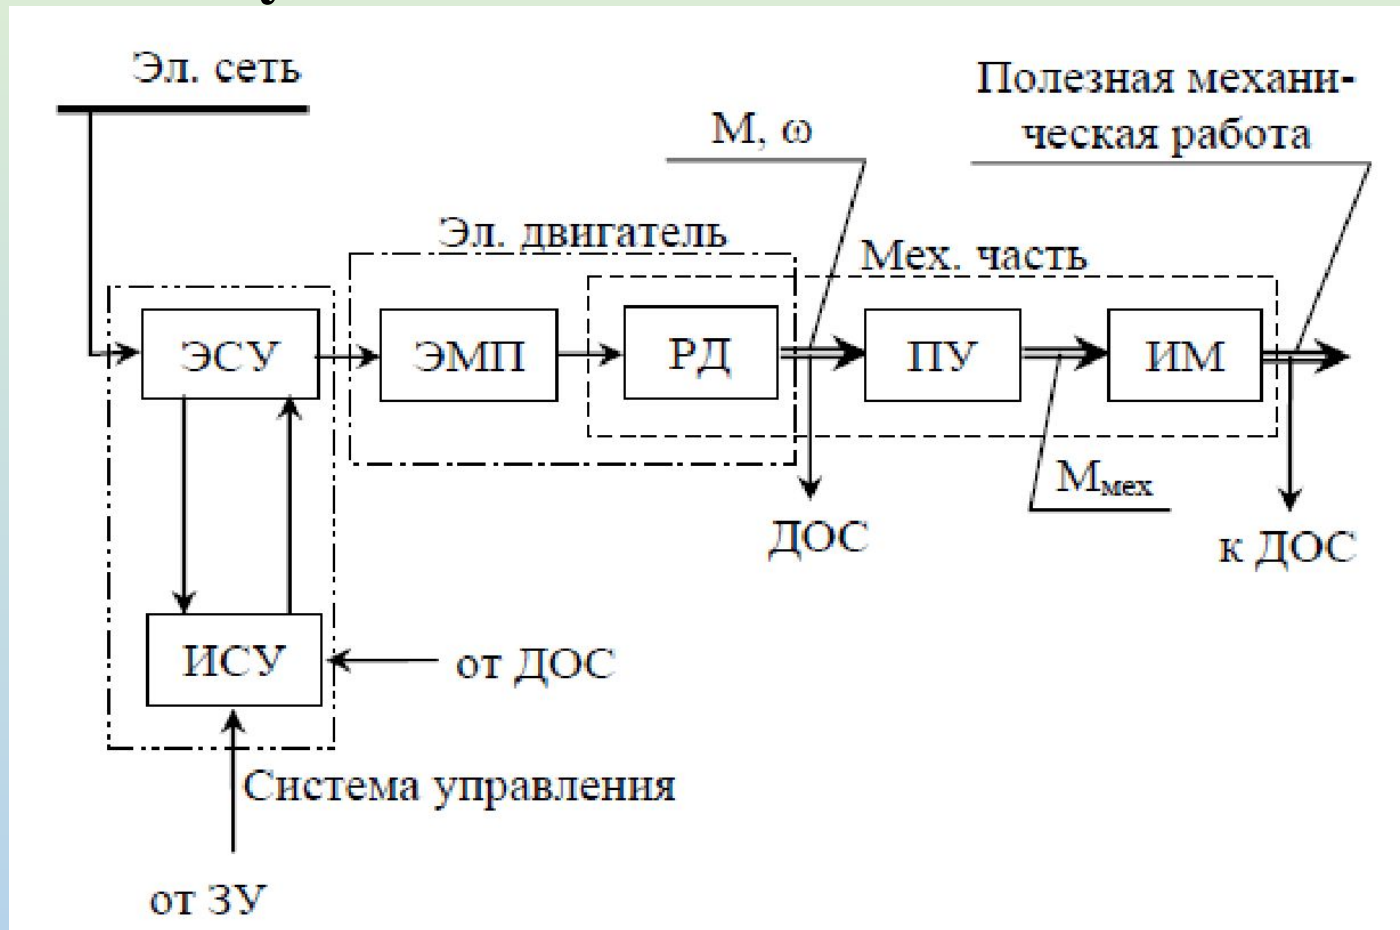 Эл. сеть
Полезная механи-
ческая работа
М, ω
Эл. двигатель
Мех. часть
ЭСУ
ЭМП
РД
ПУ
ИМ
Ммех
ДОС
к ДОС
ИСУ
от ДОС
Система управления
от ЗУ